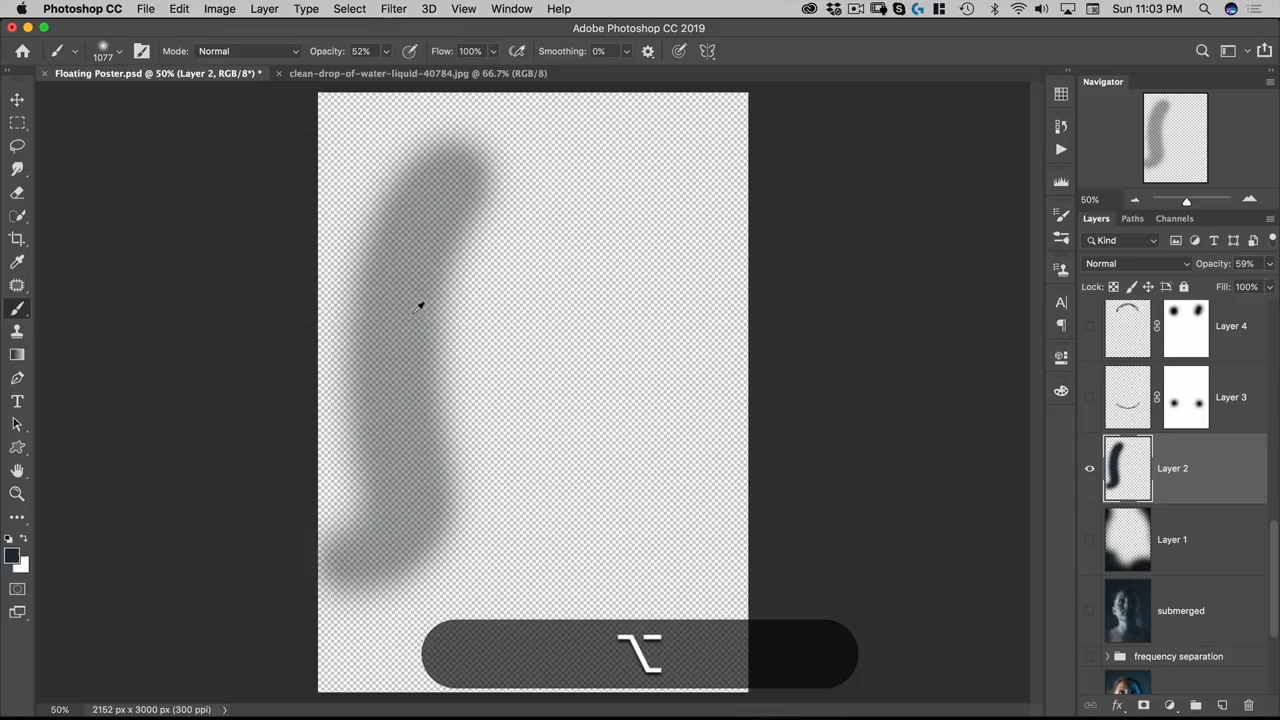 Photoshop CC File Edit Image Layer Type Select Filter 3D View Window Help Sun 11:03 PM
Adobe Photoshop CC 2019
1077 Mode: Normal Opacity: 52% Flow: 100% Smoothing: 0%
Floating Poster.psd @ 50% (Layer 2, RGB/8*) * clean-drop-of-water-liquid-40784.jpg @ 66.7% (RGB/8)
Navigator
50%
Layers Paths Channels
Kind
Normal Opacity: 59%
Lock: Fill: 100%
Layer 4
Layer 3
Layer 2
Layer 1
submerged
frequency separation
⌥
50% 2152 px x 3000 px (300 ppi)